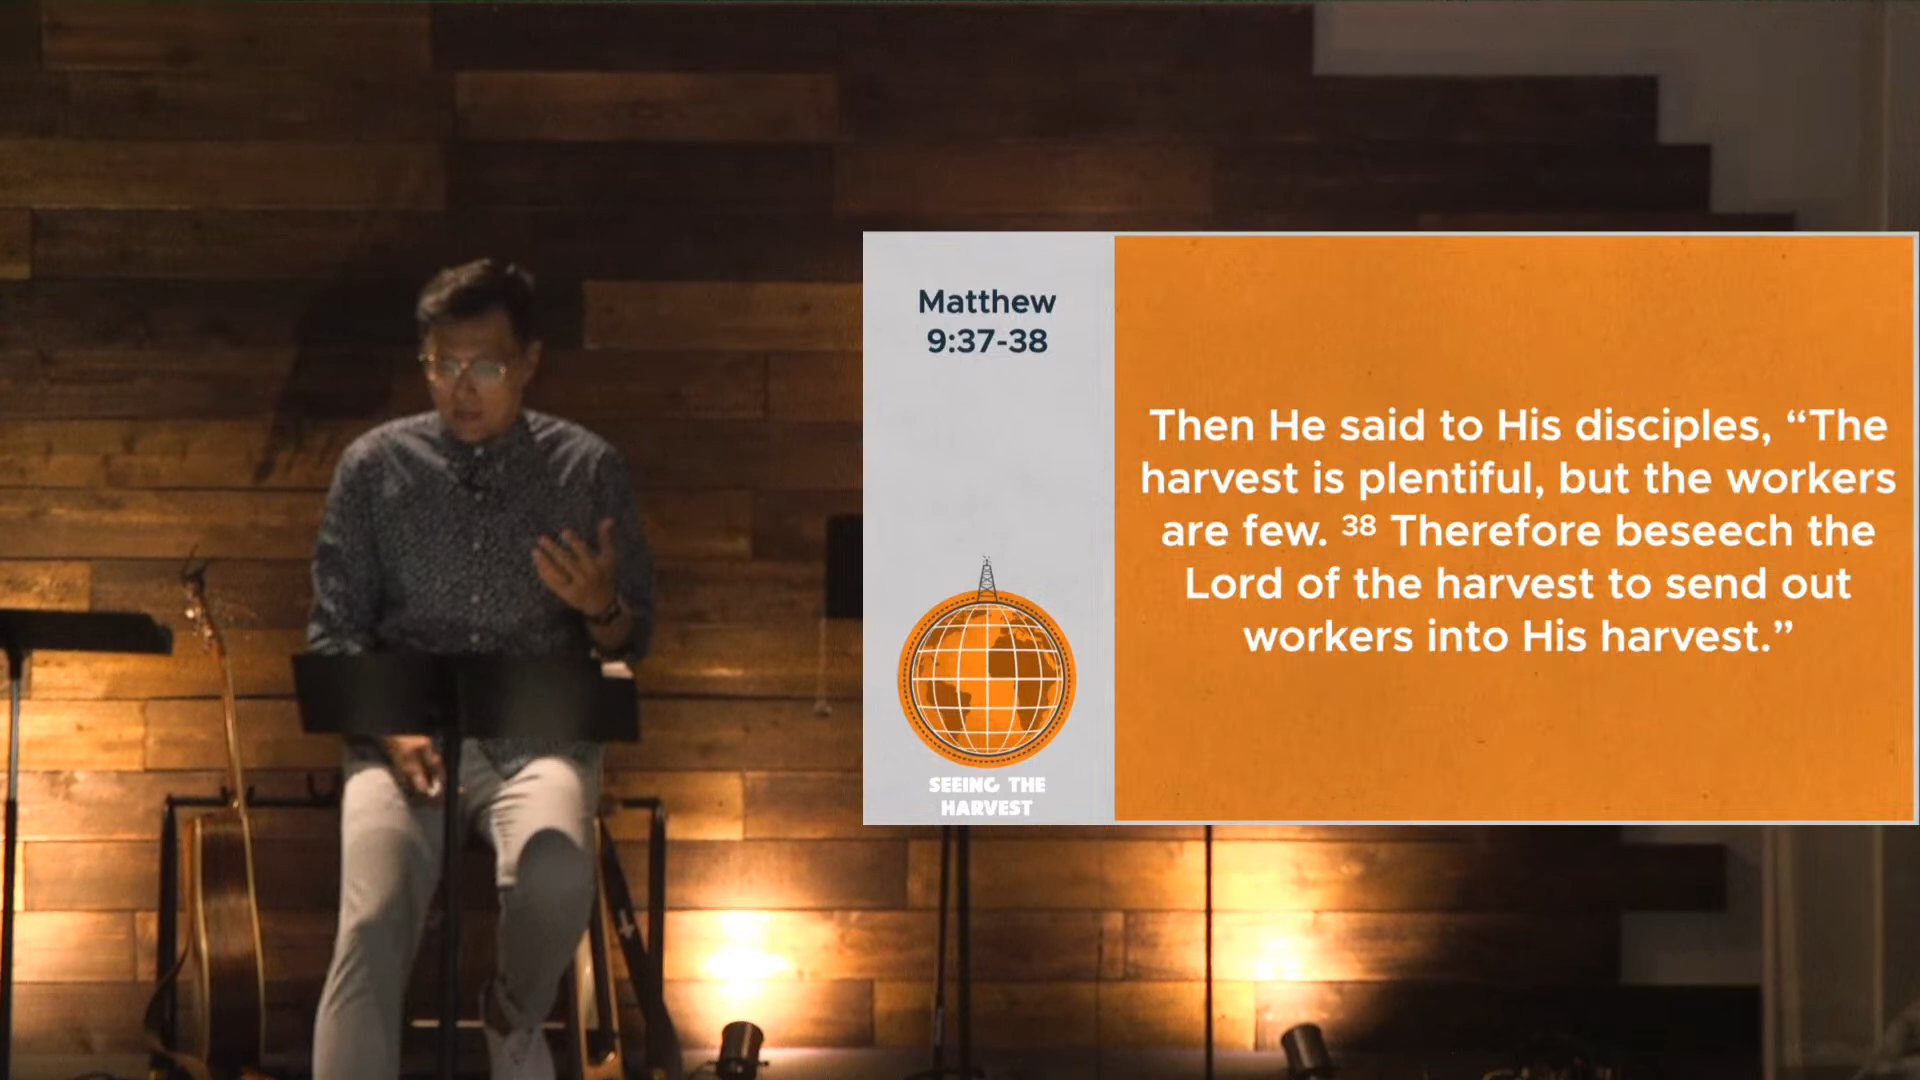 Matthew
9:37-38
Then He said to His disciples, “The
harvest is plentiful, but the workers
are few. 38 Therefore beseech the
Lord of the harvest to send out
workers into His harvest.”
SEEING THE
HARVEST